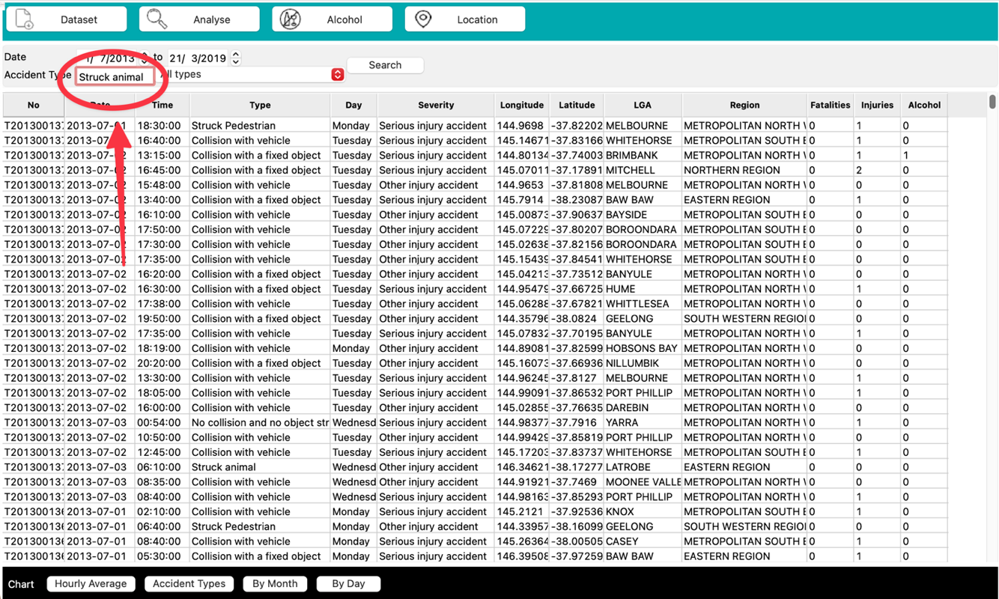 Dataset Analyse Alcohol Location
Date 1/ 7/2013 to 21/ 3/2019 Search
Accident Type Struck animal All types
No Date Time Type Day Severity Longitude Latitude LGA Region Fatalities Injuries Alcohol
T201300137 2013-07-01 18:30:00 Struck Pedestrian Monday Serious injury accident 144.9698 -37.82202 MELBOURNE METROPOLITAN NORTH W 0 1 0
T201300137 2013-07- 16:40:00 Collision with vehicle Tuesday Serious injury accident 145.14671 -37.83166 WHITEHORSE METROPOLITAN SOUTH E 0 1 0
T201300137 2013-07-02 13:15:00 Collision with a fixed object Tuesday Serious injury accident 144.80134 -37.74003 BRIMBANK METROPOLITAN NORTH W 0 1 1
T201300137 2013-07-02 16:45:00 Collision with a fixed object Tuesday Serious injury accident 145.07011 -37.17891 MITCHELL NORTHERN REGION 0 2 0
T201300137 2013-07-02 15:48:00 Collision with vehicle Tuesday Other injury accident 144.9653 -37.81808 MELBOURNE METROPOLITAN NORTH W 0 0 0
T201300137 2013-07-02 13:40:00 Collision with a fixed object Tuesday Serious injury accident 145.7914 -38.23087 BAW BAW EASTERN REGION 0 1 0
T201300137 2013-07-02 16:10:00 Collision with vehicle Tuesday Other injury accident 145.00873 -37.90637 BAYSIDE METROPOLITAN SOUTH E 0 0 0
T201300137 2013-07-02 17:50:00 Collision with vehicle Tuesday Other injury accident 145.07229 -37.80207 BOROONDARA METROPOLITAN SOUTH E 0 0 0
T201300137 2013-07-02 17:30:00 Collision with vehicle Tuesday Other injury accident 145.02638 -37.82156 BOROONDARA METROPOLITAN SOUTH E 0 0 0
T201300137 2013-07-02 17:35:00 Collision with vehicle Tuesday Other injury accident 145.15439 -37.84541 WHITEHORSE METROPOLITAN SOUTH E 0 0 0
T201300137 2013-07-02 16:20:00 Collision with a fixed object Tuesday Other injury accident 145.04213 -37.73512 BANYULE METROPOLITAN NORTH W 0 0 0
T201300137 2013-07-02 16:30:00 Collision with a fixed object Tuesday Serious injury accident 144.95479 -37.66725 HUME METROPOLITAN NORTH W 0 1 0
T201300137 2013-07-02 17:38:00 Collision with vehicle Tuesday Other injury accident 145.06288 -37.67821 WHITTLESEA METROPOLITAN NORTH W 0 0 0
T201300137 2013-07-02 19:50:00 Collision with a fixed object Tuesday Other injury accident 144.35796 -38.0824 GEELONG SOUTH WESTERN REGIO 0 0 0
T201300137 2013-07-02 17:35:00 Collision with vehicle Tuesday Serious injury accident 145.07832 -37.70195 BANYULE METROPOLITAN NORTH W 0 1 0
T201300137 2013-07-02 18:19:00 Collision with vehicle Monday Other injury accident 144.89081 -37.82599 HOBSONS BAY METROPOLITAN NORTH W 0 0 0
T201300137 2013-07-02 20:20:00 Collision with a fixed object Tuesday Other injury accident 145.16073 -37.66936 NILLUMBIK METROPOLITAN NORTH W 0 0 0
T201300137 2013-07-02 13:30:00 Collision with vehicle Tuesday Serious injury accident 144.96245 -37.8127 MELBOURNE METROPOLITAN NORTH W 0 1 0
T201300137 2013-07-02 18:05:00 Collision with vehicle Tuesday Serious injury accident 144.99091 -37.86532 PORT PHILLIP METROPOLITAN NORTH W 0 1 0
T201300137 2013-07-02 16:00:00 Collision with vehicle Tuesday Other injury accident 145.02855 -37.76635 DAREBIN METROPOLITAN NORTH W 0 0 0
T201300137 2013-07-03 00:54:00 No collision and no object str Wednesd Serious injury accident 144.98377 -37.7916 YARRA METROPOLITAN NORTH W 0 1 0
T201300137 2013-07-02 10:50:00 Collision with vehicle Tuesday Other injury accident 144.99429 -37.85819 PORT PHILLIP METROPOLITAN NORTH W 0 0 0
T201300137 2013-07-02 12:45:00 Collision with vehicle Tuesday Serious injury accident 145.17203 -37.83737 WHITEHORSE METROPOLITAN SOUTH E 0 1 0
T201300137 2013-07-03 06:10:00 Struck animal Wednesd Other injury accident 146.34621 -38.17277 LATROBE EASTERN REGION 0 0 0
T201300137 2013-07-03 08:35:00 Collision with vehicle Wednesd Other injury accident 144.91921 -37.7469 MOONEE VALLE METROPOLITAN NORTH W 0 0 0
T201300137 2013-07-03 08:40:00 Collision with vehicle Wednesd Serious injury accident 144.98163 -37.85293 PORT PHILLIP METROPOLITAN NORTH W 0 1 0
T201300136 2013-07-01 02:10:00 Collision with vehicle Monday Serious injury accident 145.2121 -37.92536 KNOX METROPOLITAN SOUTH E 0 1 0
T201300136 2013-07-01 06:40:00 Struck Pedestrian Monday Other injury accident 144.33957 -38.16099 GEELONG SOUTH WESTERN REGIO 0 0 0
T201300136 2013-07-01 08:40:00 Collision with vehicle Monday Serious injury accident 145.26364 -38.00505 CASEY METROPOLITAN SOUTH E 0 1 0
T201300136 2013-07-01 05:30:00 Collision with a fixed object Monday Serious injury accident 146.39508 -37.97259 BAW BAW EASTERN REGION 0 1 0
Chart Hourly Average Accident Types By Month By Day